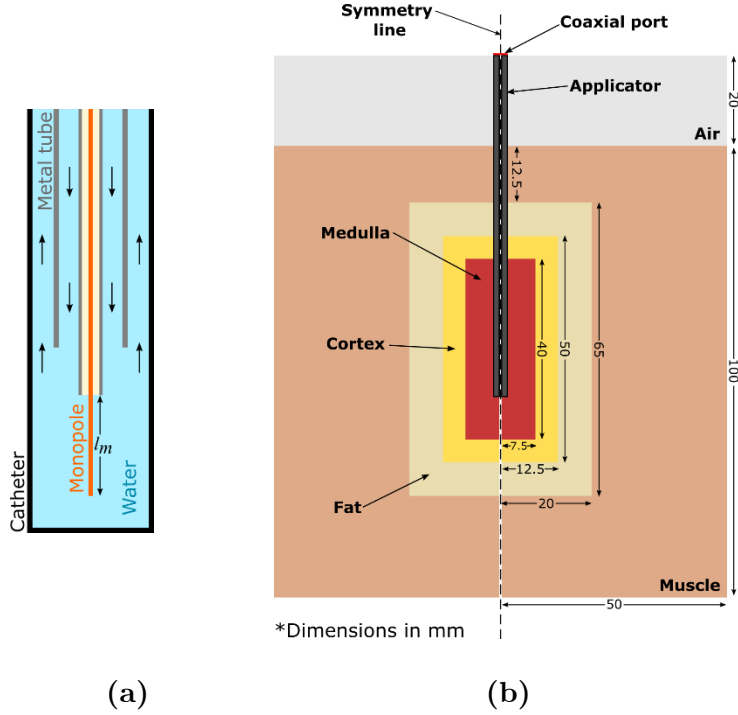 Metal tube
Monopole
l_m
Water
Catheter
(a)
Symmetry
line
Coaxial port
Applicator
20
Air
12.5
Medulla
Cortex
40
50
65
100
7.5
12.5
20
Fat
Muscle
50
*Dimensions in mm
(b)